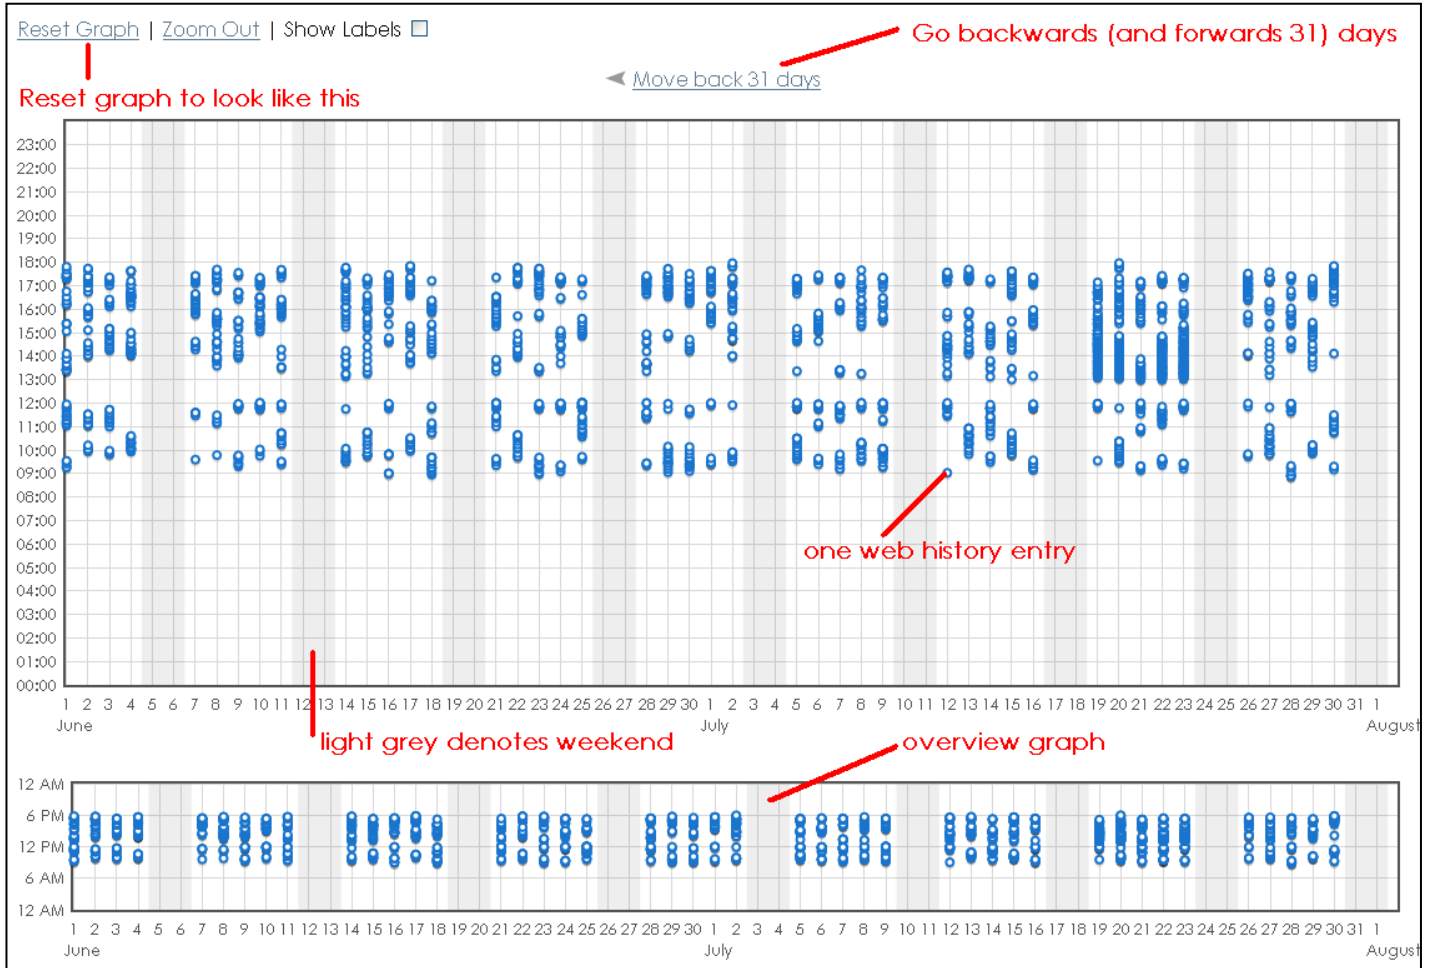 Reset Graph | Zoom Out | Show Labels
Go backwards (and forwards 31) days
Move back 31 days
Reset graph to look like this
23:00
22:00
21:00
20:00
19:00
18:00
17:00
16:00
15:00
14:00
13:00
12:00
11:00
10:00
09:00
08:00
07:00
06:00
05:00
04:00
03:00
02:00
01:00
00:00
one web history entry
1 2 3 4 5 6 7 8 9 10 11 12 13 14 15 16 17 18 19 20 21 22 23 24 25 26 27 28 29 30 1 2 3 4 5 6 7 8 9 10 11 12 13 14 15 16 17 18 19 20 21 22 23 24 25 26 27 28 29 30 31 1
June July August
light grey denotes weekend
overview graph
12 AM
6 PM
12 PM
6 AM
12 AM
1 2 3 4 5 6 7 8 9 10 11 12 13 14 15 16 17 18 19 20 21 22 23 24 25 26 27 28 29 30 1 2 3 4 5 6 7 8 9 10 11 12 13 14 15 16 17 18 19 20 21 22 23 24 25 26 27 28 29 30 31 1
June July August